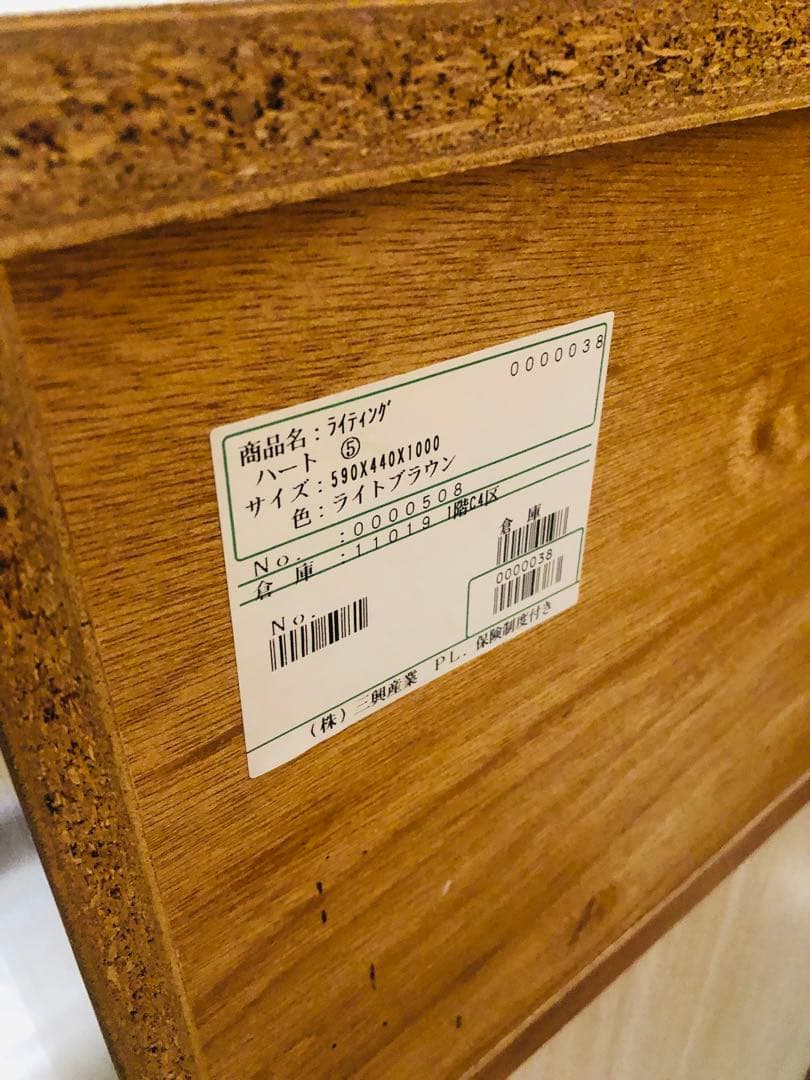 0000038
商品名：ﾗｲﾃｨﾝｸﾞ
ハート ⑤
サイズ：590X440X1000
色：ライトブラウン
No. :0000508
倉 庫 :11019 1階C4区
倉 庫
No.
0000038
(株)三興産業 PL. 保険制度付き